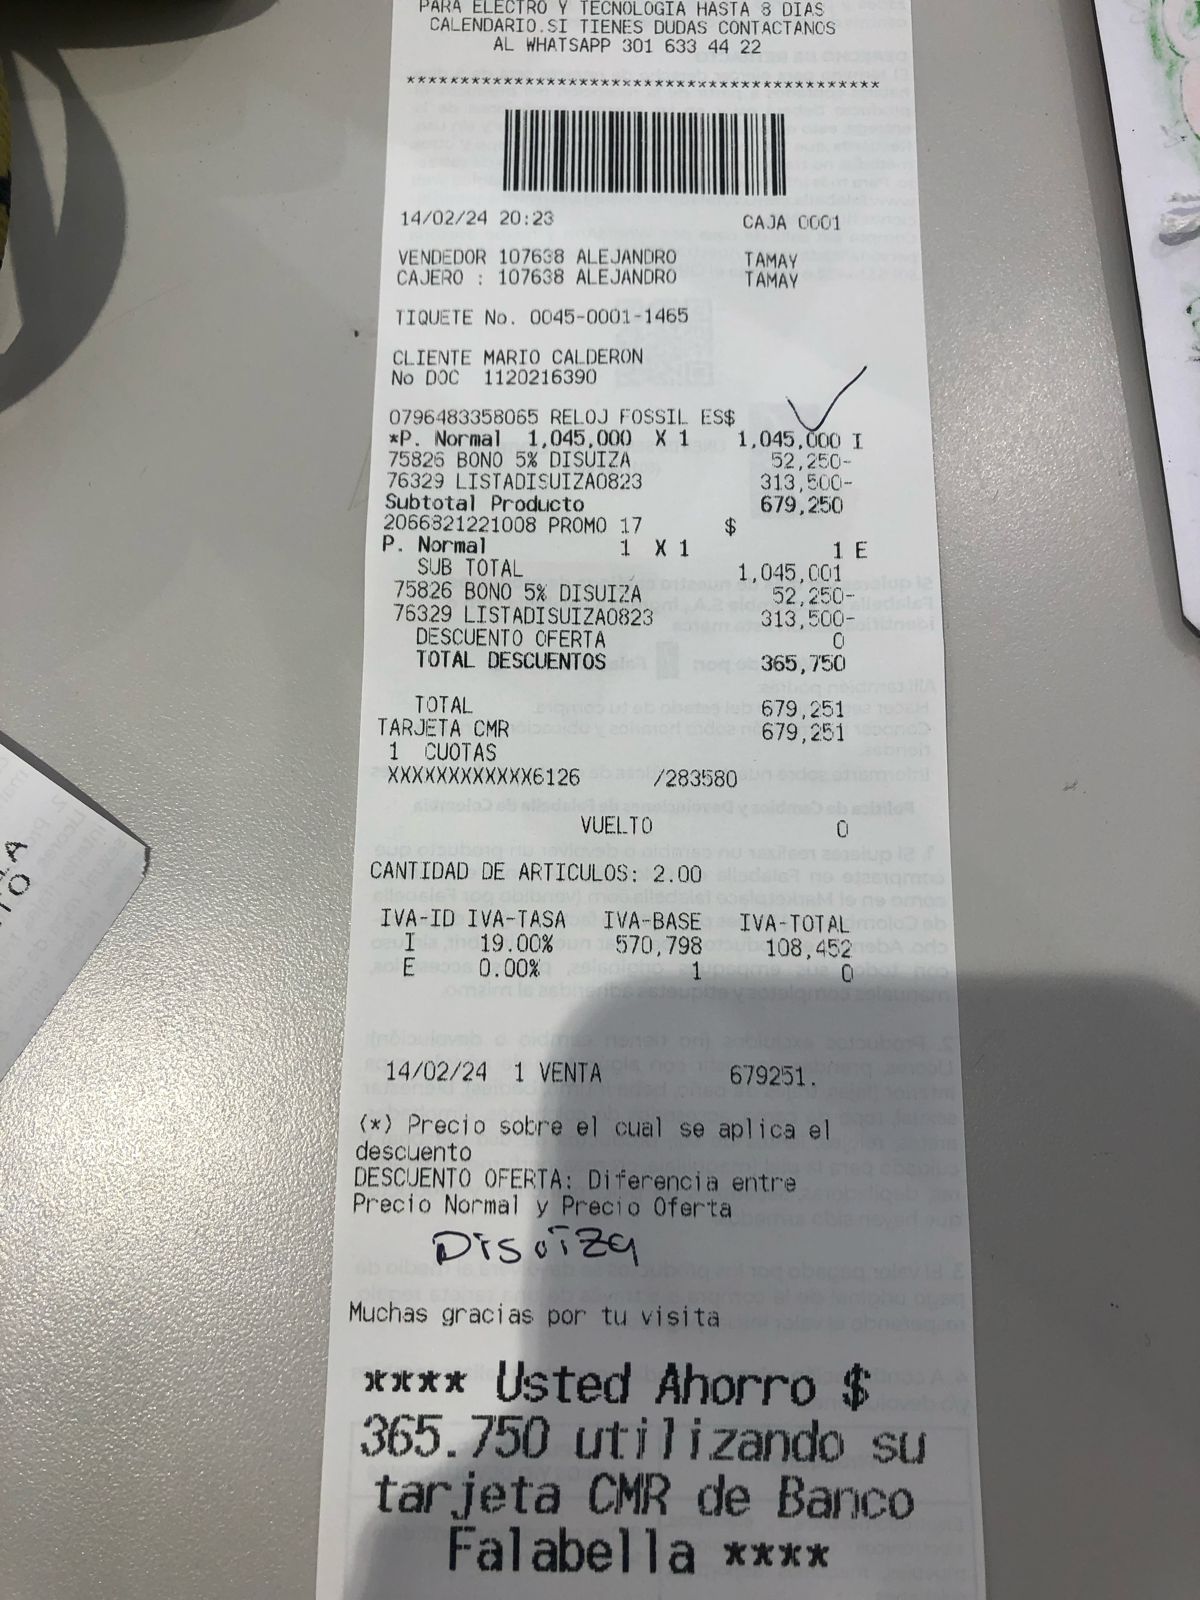 PARA ELECTRO Y TECNOLOGIA HASTA 8 DIAS
CALENDARIO.SI TIENES DUDAS CONTACTANOS
AL WHATSAPP 301 633 44 22
*******************************************
14/02/24 20:23 CAJA 0001
VENDEDOR 107638 ALEJANDRO TAMAY
CAJERO : 107638 ALEJANDRO TAMAY
TIQUETE No. 0045-0001-1465
CLIENTE MARIO CALDERON
No DOC 1120216390
0796483358065 RELOJ FOSSIL ES$
*P. Normal 1,045,000 X 1 1,045,000 I
75826 BONO 5% DISUIZA 52,250-
76329 LISTADISUIZA0823 313,500-
Subtotal Producto 679,250
2066321221008 PROMO 17 $
P. Normal 1 X 1 1 E
SUB TOTAL 1,045,001
75826 BONO 5% DISUIZA 52,250-
76329 LISTADISUIZA0823 313,500-
DESCUENTO OFERTA 0
TOTAL DESCUENTOS 365,750
TOTAL 679,251
TARJETA CMR 679,251
1 CUOTAS
XXXXXXXXXXXX6126 /283580
VUELTO 0
CANTIDAD DE ARTICULOS: 2.00
IVA-ID IVA-TASA IVA-BASE IVA-TOTAL
I 19.00% 570,798 108,452
E 0.00% 1 0
14/02/24 1 VENTA 679251.
(*) Precio sobre el cual se aplica el
descuento
DESCUENTO OFERTA: Diferencia entre
Precio Normal y Precio Oferta
Disuiza
Muchas gracias por tu visita
**** Usted Ahorro $
365.750 utilizando su
tarjeta CMR de Banco
Falabella ****